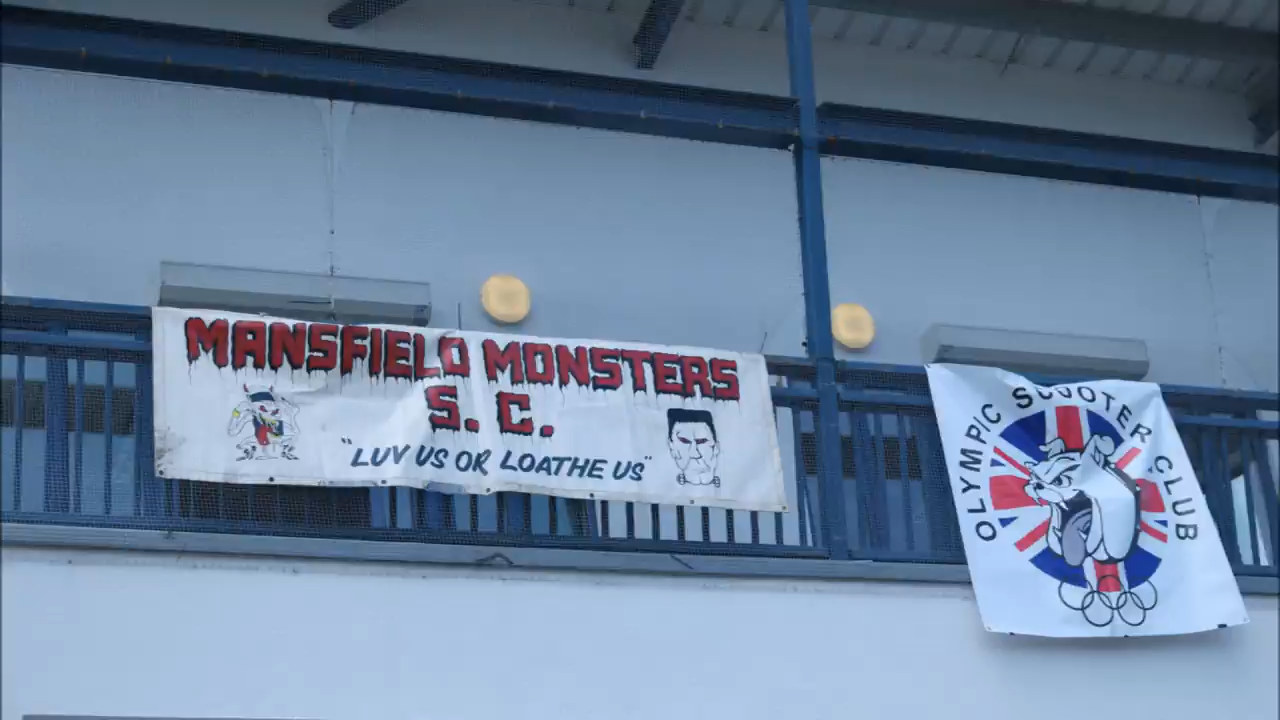 MANSFIELD MONSTERS
S. C.
"LUV US OR LOATHE US"
OLYMPIC SCOOTER CLUB